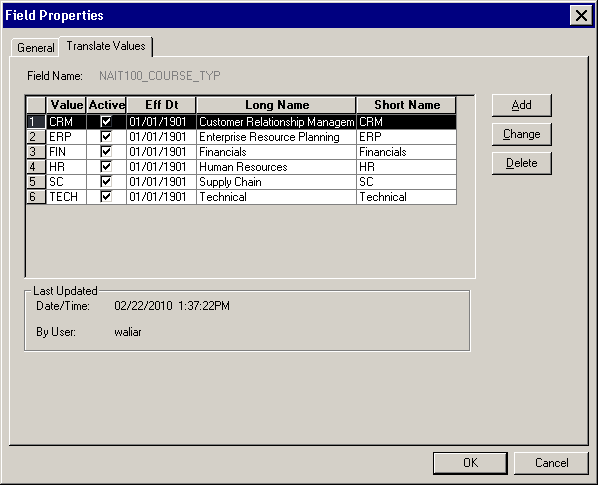 Field Properties
General Translate Values
Field Name: NAIT100_COURSE_TYP
Value Active Eff Dt Long Name Short Name
1 CRM 01/01/1901 Customer Relationship Managem CRM
2 ERP 01/01/1901 Enterprise Resource Planning ERP
3 FIN 01/01/1901 Financials Financials
4 HR 01/01/1901 Human Resources HR
5 SC 01/01/1901 Supply Chain SC
6 TECH 01/01/1901 Technical Technical
Add
Change
Delete
Last Updated
Date/Time: 02/22/2010 1:37:22PM
By User: waliar
OK Cancel